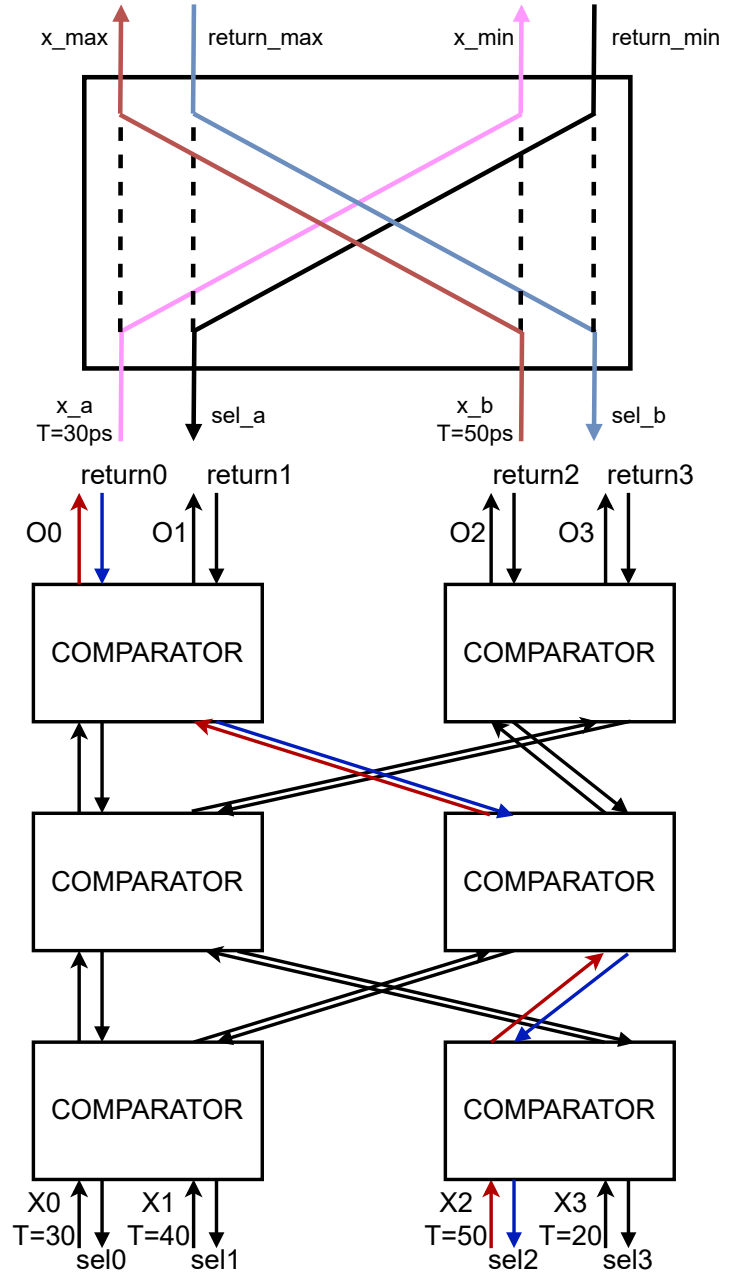 x_max return_max x_min return_min
x_a
T=30ps
sel_a
x_b
T=50ps
sel_b
return0 return1 return2 return3
O0 O1 O2 O3
COMPARATOR COMPARATOR
COMPARATOR COMPARATOR
COMPARATOR COMPARATOR
X0 X1 X2 X3
T=30 T=40 T=50 T=20
sel0 sel1 sel2 sel3